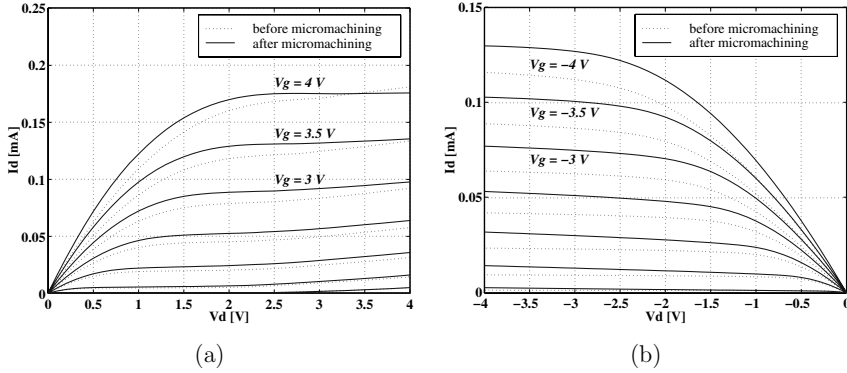 0.25
0.2
0.15
0.1
0.05
0
Id [mA]
before micromachining
after micromachining
Vg = 4 V
Vg = 3.5 V
Vg = 3 V
0 0.5 1 1.5 2 2.5 3 3.5 4
Vd [V]
(a)
0.15
0.1
0.05
0
Id [mA]
before micromachining
after micromachining
Vg = −4 V
Vg = −3.5 V
Vg = −3 V
−4 −3.5 −3 −2.5 −2 −1.5 −1 −0.5 0
Vd [V]
(b)